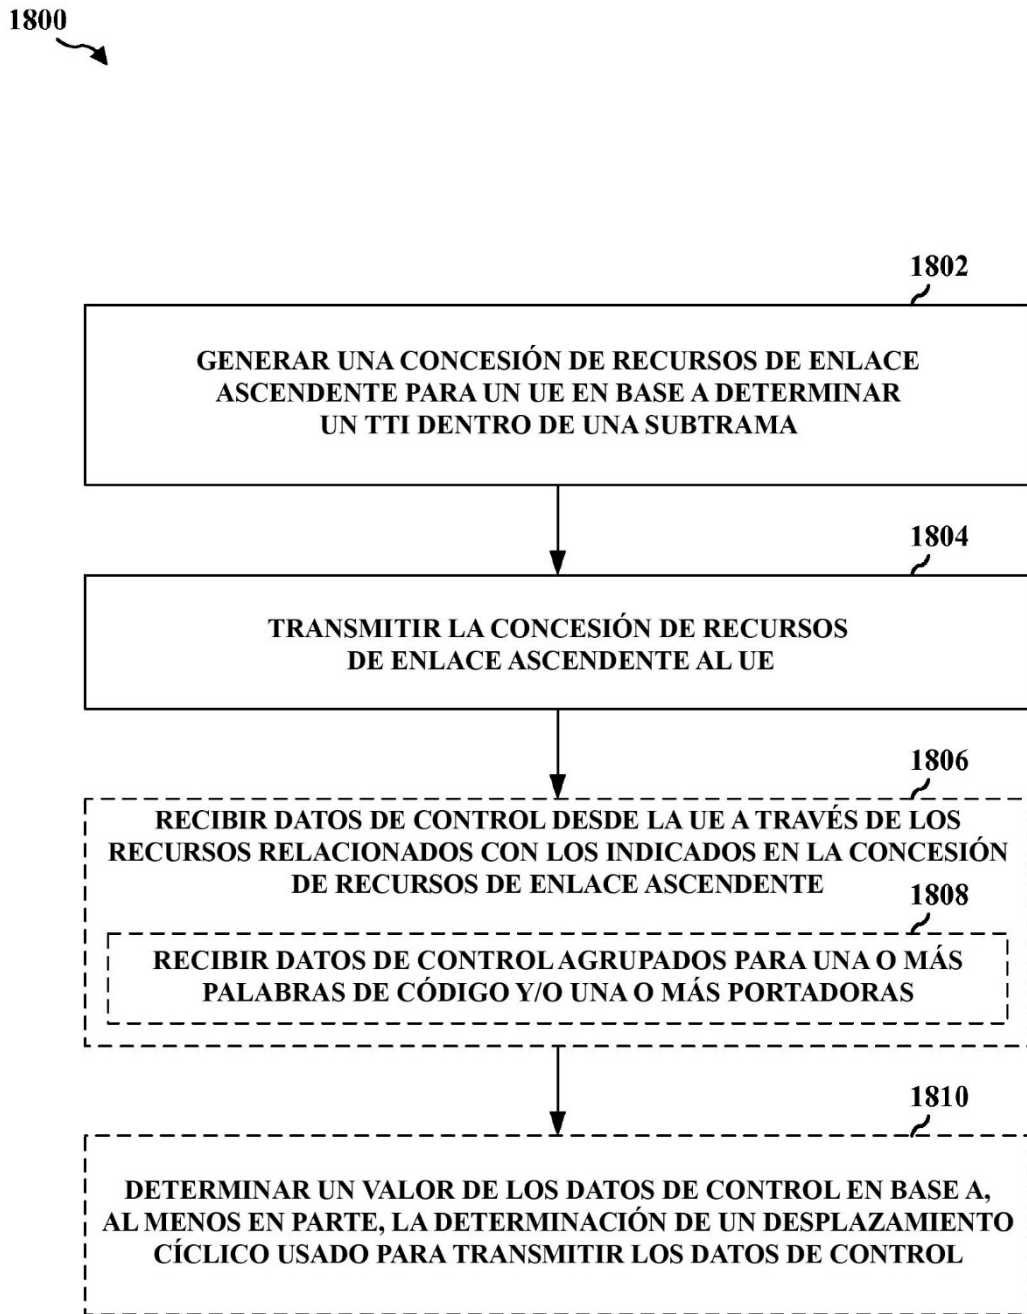 1800
1802
GENERAR UNA CONCESIÓN DE RECURSOS DE ENLACE
ASCENDENTE PARA UN UE EN BASE A DETERMINAR
UN TTI DENTRO DE UNA SUBTRAMA
1804
TRANSMITIR LA CONCESIÓN DE RECURSOS
DE ENLACE ASCENDENTE AL UE
1806
RECIBIR DATOS DE CONTROL DESDE LA UE A TRAVÉS DE LOS
RECURSOS RELACIONADOS CON LOS INDICADOS EN LA CONCESIÓN
DE RECURSOS DE ENLACE ASCENDENTE
1808
RECIBIR DATOS DE CONTROL AGRUPADOS PARA UNA O MÁS
PALABRAS DE CÓDIGO Y/O UNA O MÁS PORTADORAS
1810
DETERMINAR UN VALOR DE LOS DATOS DE CONTROL EN BASE A,
AL MENOS EN PARTE, LA DETERMINACIÓN DE UN DESPLAZAMIENTO
CÍCLICO USADO PARA TRANSMITIR LOS DATOS DE CONTROL